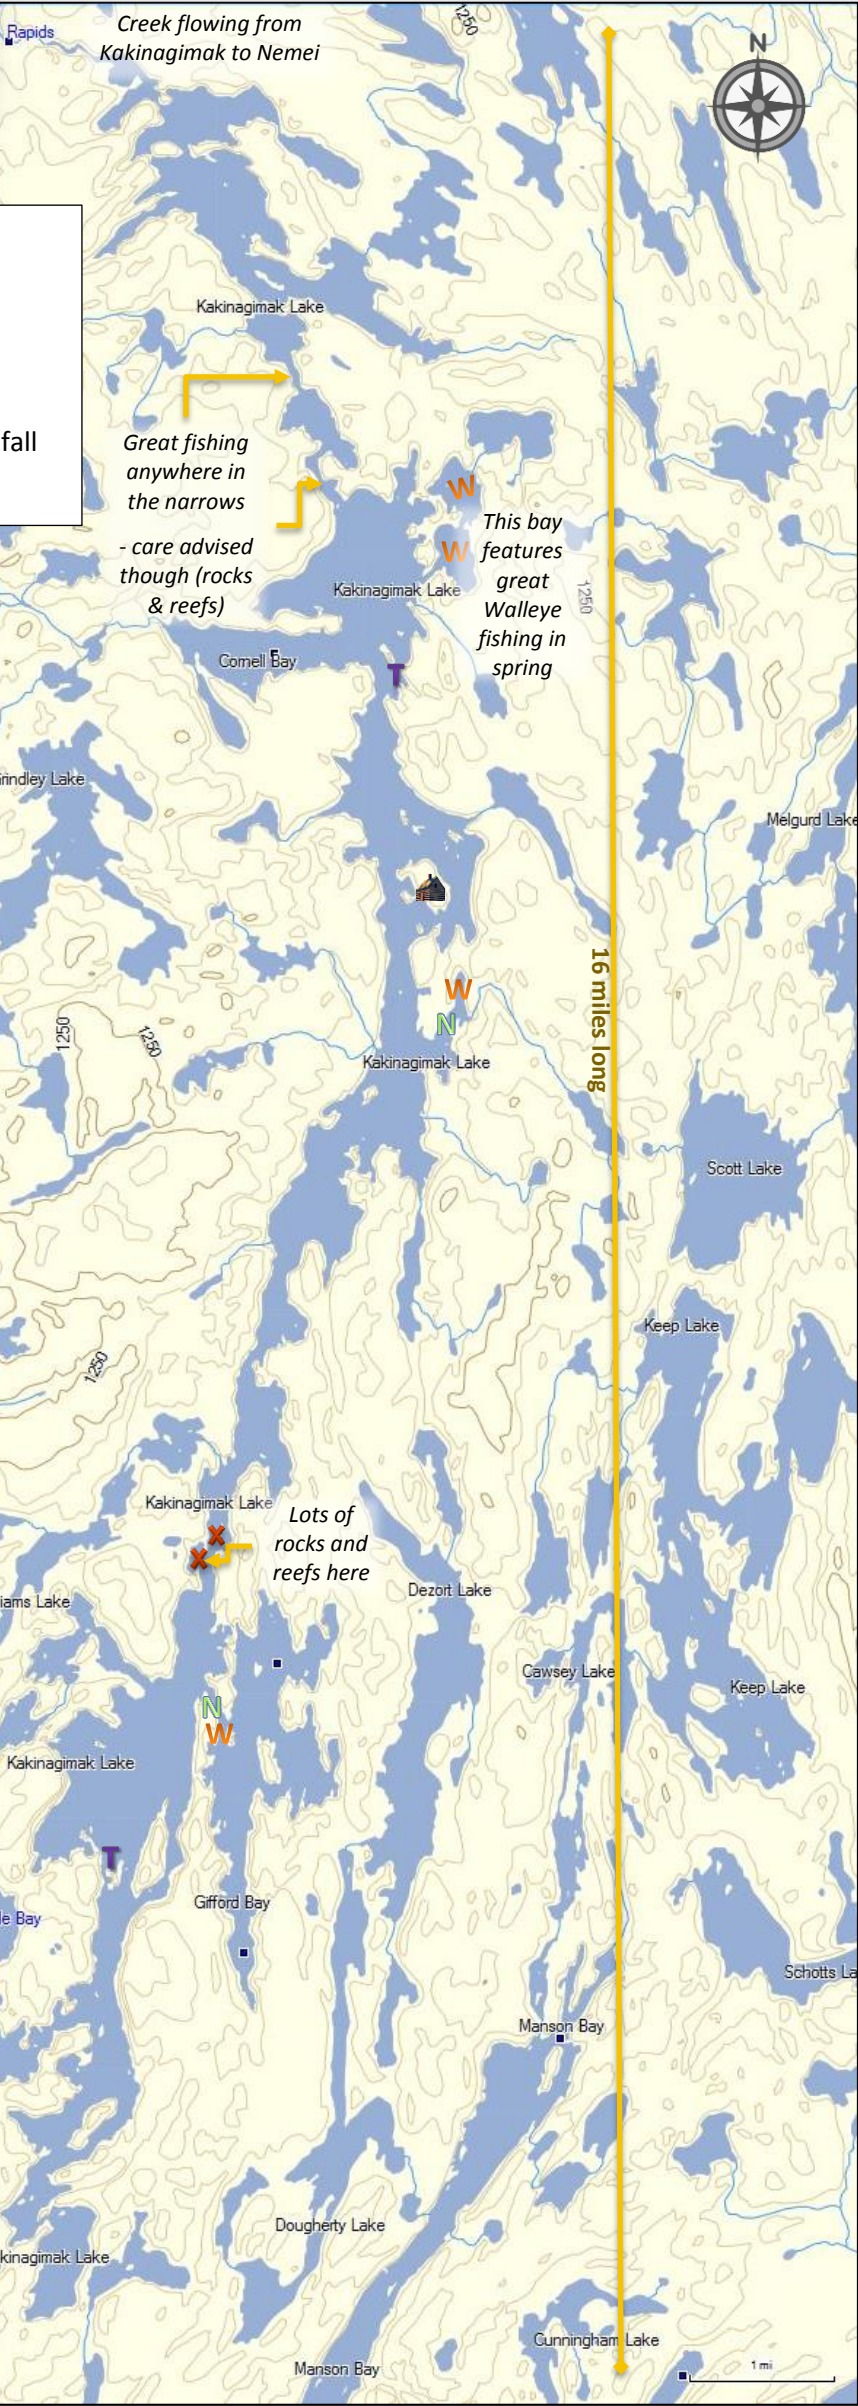 Rapids
Creek flowing from
Kakinagimak to Nemei
1250
N
Kakinagimak Lake
fall
Great fishing
anywhere in
the narrows
- care advised
though (rocks
& reefs)
W
W
This bay
features
great
Walleye
fishing in
spring
1250
Kakinagimak Lake
Cornell Bay
T
rindley Lake
Melgurd Lake
16 miles long
W
N
1250
1250
Kakinagimak Lake
Scott Lake
Keep Lake
1250
Kakinagimak Lake
X
X
Lots of
rocks and
reefs here
iams Lake
Dezort Lake
Cawsey Lake
Keep Lake
N
W
Kakinagimak Lake
T
Gifford Bay
le Bay
Schotts La
Manson Bay
Dougherty Lake
kinagimak Lake
Cunningham Lake
Manson Bay
1 mi